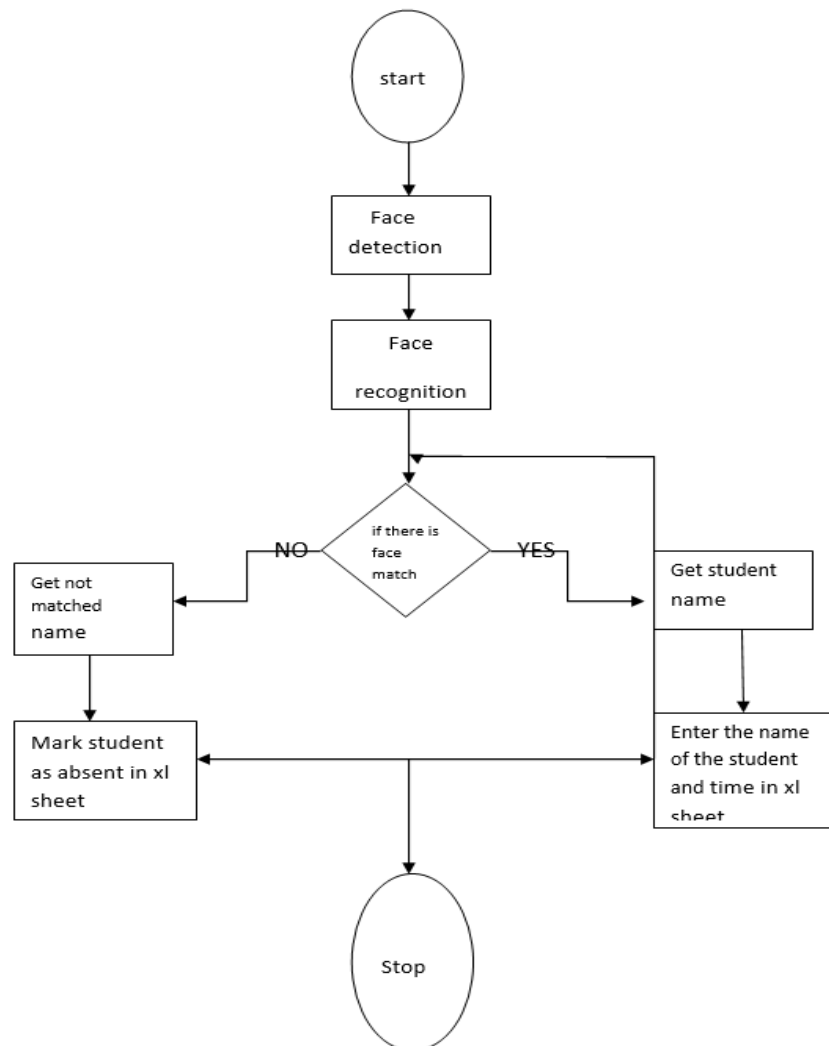 start
Face
detection
Face
recognition
if there is
face
match
NO
YES
Get not
matched
name
Get student
name
Mark student
as absent in xl
sheet
Enter the name
of the student
and time in xl
sheet
Stop